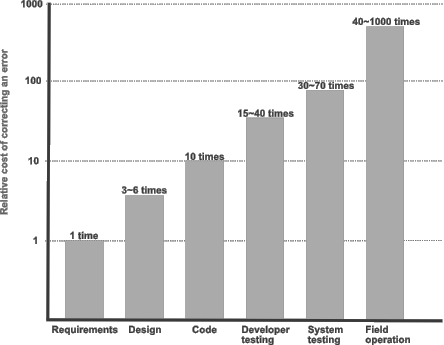 Relative cost of correcting an error
1000
100
10
1
1 time
3~6 times
10 times
15~40 times
30~70 times
40~1000 times
Requirements
Design
Code
Developer
testing
System
testing
Field
operation